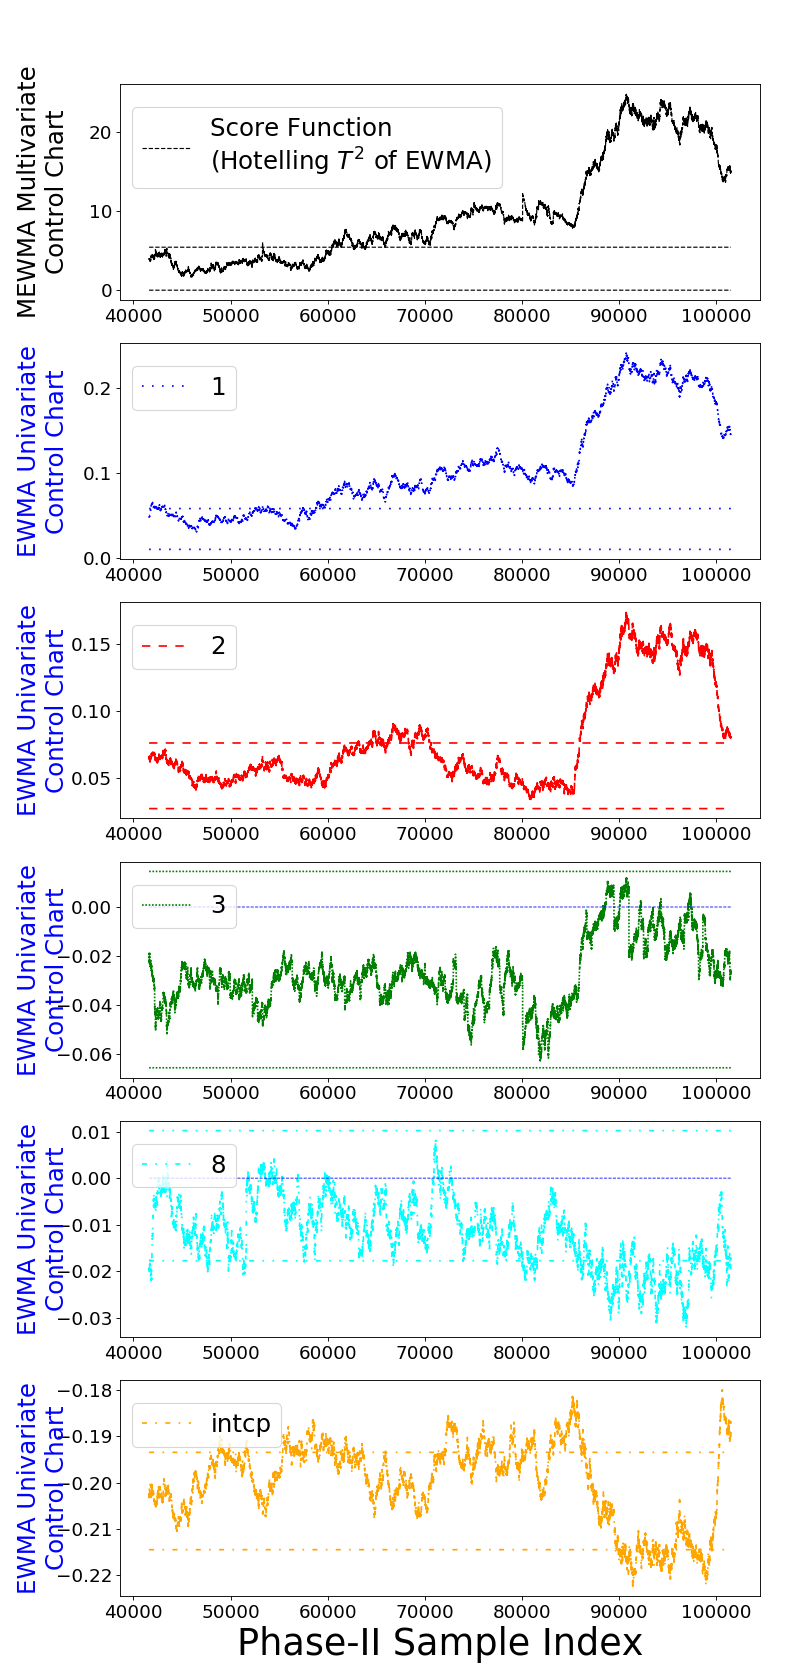 MEWMA Multivariate
Control Chart
Score Function
(Hotelling T² of EWMA)
20
10
0
40000 50000 60000 70000 80000 90000 100000
EWMA Univariate
Control Chart
1
0.2
0.1
0.0
40000 50000 60000 70000 80000 90000 100000
EWMA Univariate
Control Chart
2
0.15
0.10
0.05
40000 50000 60000 70000 80000 90000 100000
EWMA Univariate
Control Chart
3
0.00
−0.02
−0.04
−0.06
40000 50000 60000 70000 80000 90000 100000
EWMA Univariate
Control Chart
8
0.01
0.00
−0.01
−0.02
−0.03
40000 50000 60000 70000 80000 90000 100000
EWMA Univariate
Control Chart
intcp
−0.18
−0.19
−0.20
−0.21
−0.22
40000 50000 60000 70000 80000 90000 100000
Phase-II Sample Index